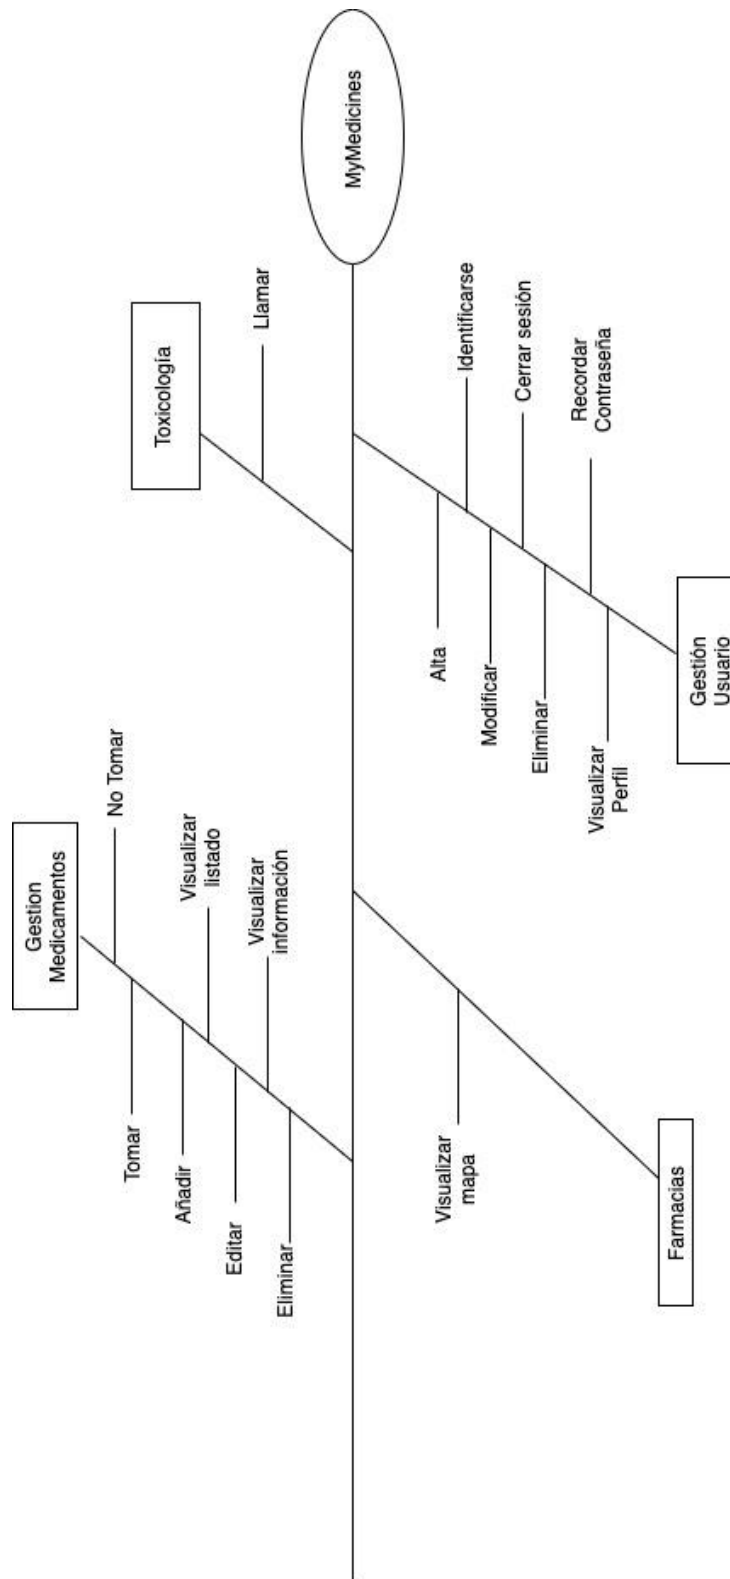 Gestion
Medicamentos
No Tomar
Tomar
Visualizar
listado
Añadir
Visualizar
información
Editar
Eliminar
Toxicología
Llamar
MyMedicines
Identificarse
Alta
Cerrar sesión
Modificar
Recordar
Contraseña
Eliminar
Visualizar
Perfil
Gestión
Usuario
Visualizar
mapa
Farmacias